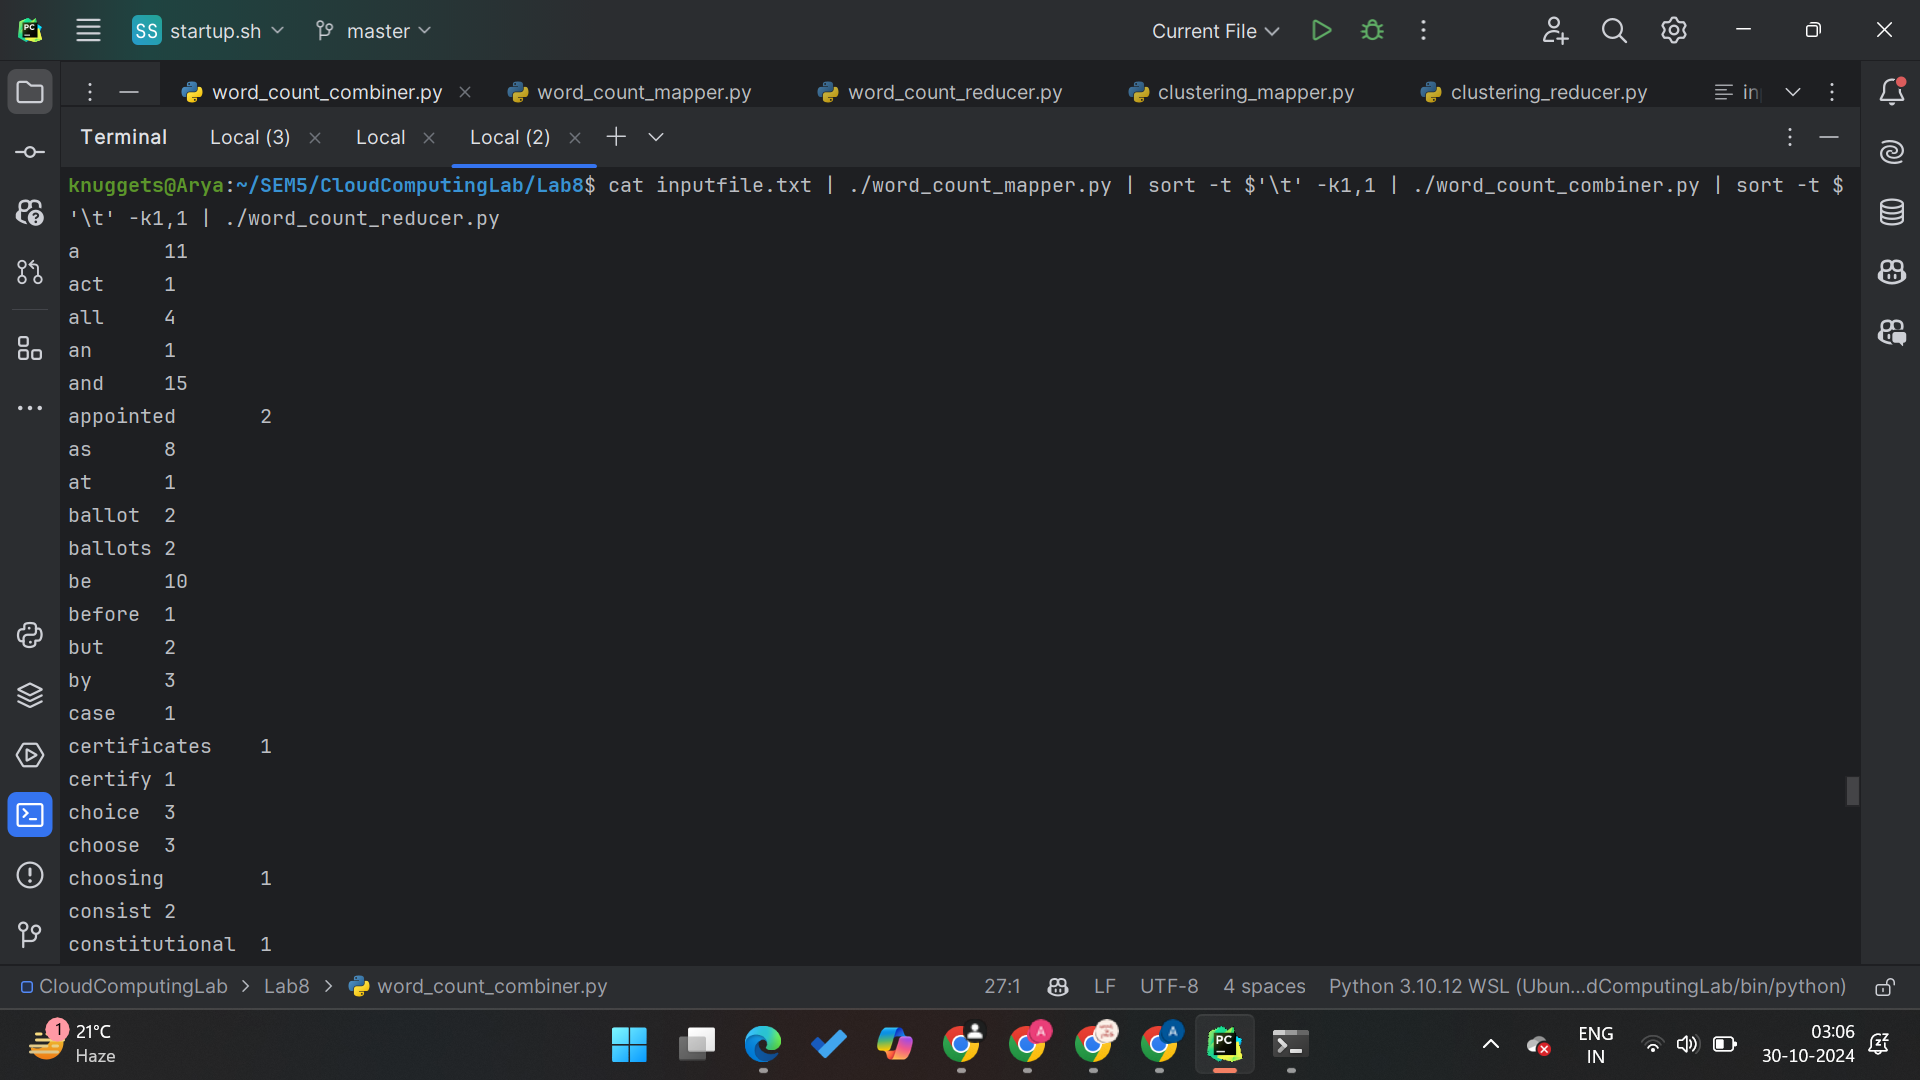 SS startup.sh master Current File
word_count_combiner.py word_count_mapper.py word_count_reducer.py clustering_mapper.py clustering_reducer.py
Terminal Local (3) Local Local (2)
knuggets@Arya:~/SEM5/CloudComputingLab/Lab8$ cat inputfile.txt | ./word_count_mapper.py | sort -t $'\t' -k1,1 | ./word_count_combiner.py | sort -t $
'\t' -k1,1 | ./word_count_reducer.py
a 11
act 1
all 4
an 1
and 15
appointed 2
as 8
at 1
ballot 2
ballots 2
be 10
before 1
but 2
by 3
case 1
certificates 1
certify 1
choice 3
choose 3
choosing 1
consist 2
constitutional 1
CloudComputingLab > Lab8 > word_count_combiner.py 27:1 LF UTF-8 4 spaces Python 3.10.12 WSL (Ubun...dComputingLab/bin/python)
1 21°C
Haze
PC
A
A
PC
ENG
IN
03:06
30-10-2024